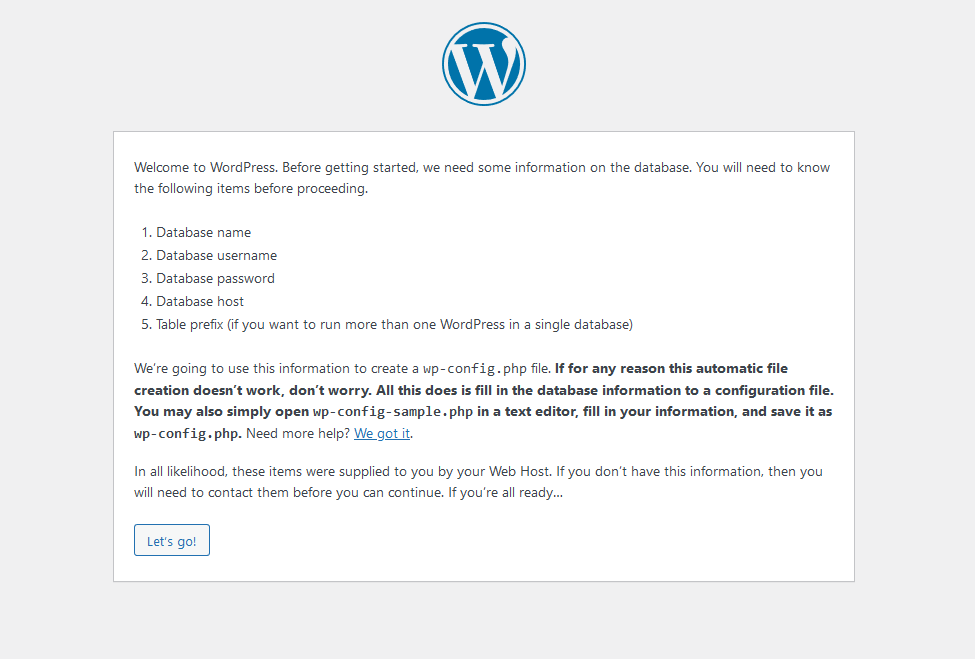 W
Welcome to WordPress. Before getting started, we need some information on the database. You will need to know
the following items before proceeding.
1. Database name
2. Database username
3. Database password
4. Database host
5. Table prefix (if you want to run more than one WordPress in a single database)
We’re going to use this information to create a wp-config.php file. If for any reason this automatic file
creation doesn’t work, don’t worry. All this does is fill in the database information to a configuration file.
You may also simply open wp-config-sample.php in a text editor, fill in your information, and save it as
wp-config.php. Need more help? We got it.
In all likelihood, these items were supplied to you by your Web Host. If you don’t have this information, then you
will need to contact them before you can continue. If you’re all ready…
Let’s go!